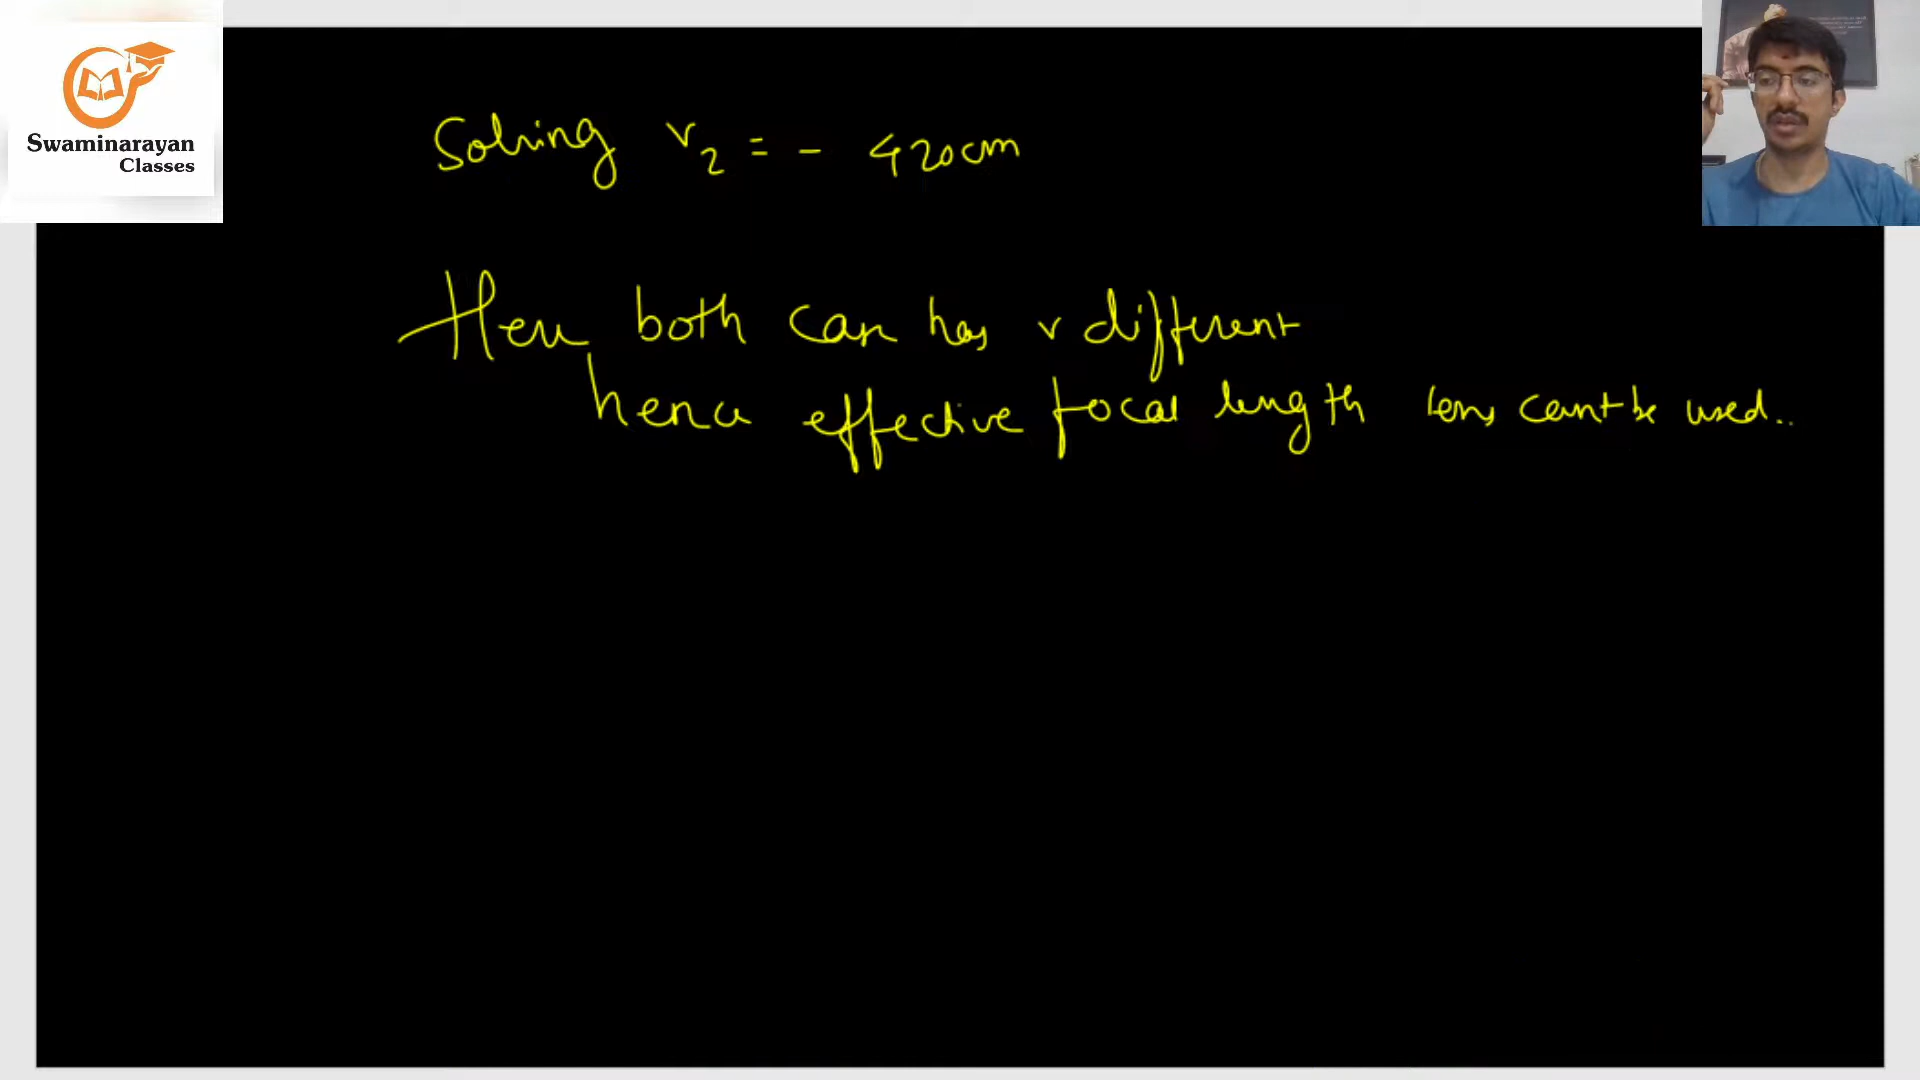 Swaminarayan
Classes
Solving v₂ = - 420cm
Here, both can has v different
hence effective focal length lens cant be used..